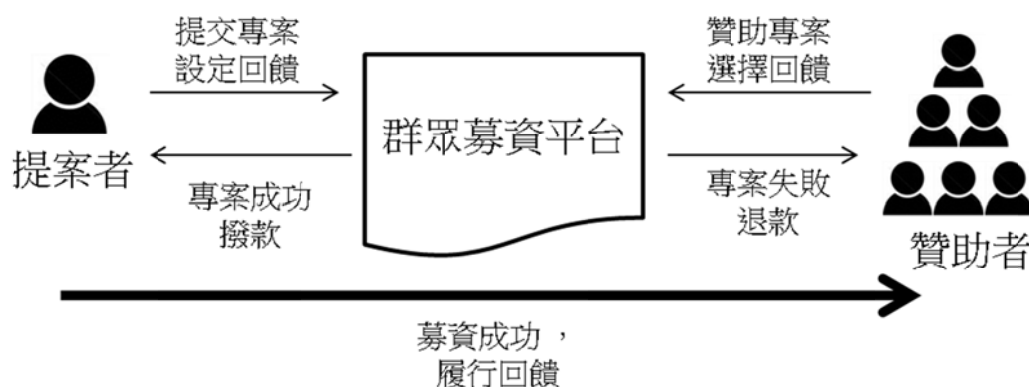 提交專案
設定回饋
贊助專案
選擇回饋
群眾募資平台
提案者
專案成功
撥款
專案失敗
退款
贊助者
募資成功，
履行回饋